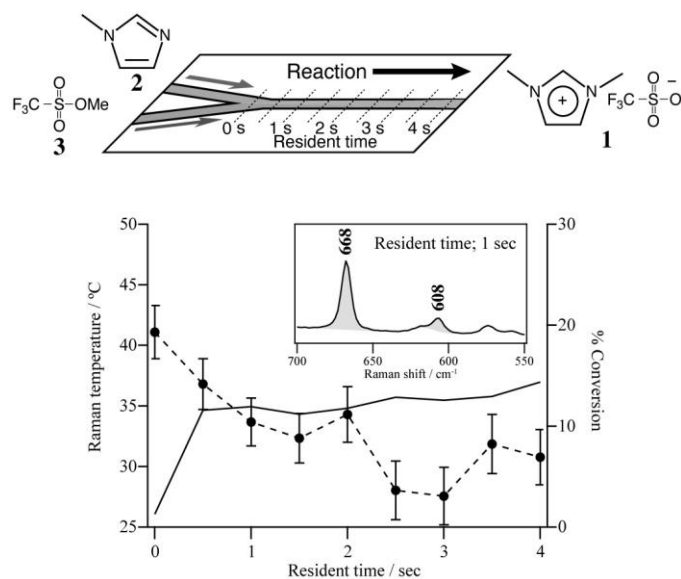 N
N
2
O
F₃C S OMe
O
3
Reaction
0 s 1 s 2 s 3 s 4 s
Resident time
N + N
O
F₃C S O⁻
O
1
50
45
40
35
30
25
Raman temperature / ºC
30
20
10
0
% Conversion
Resident time; 1 sec
668
608
700 650 600 550
Raman shift / cm⁻¹
0 1 2 3 4
Resident time / sec